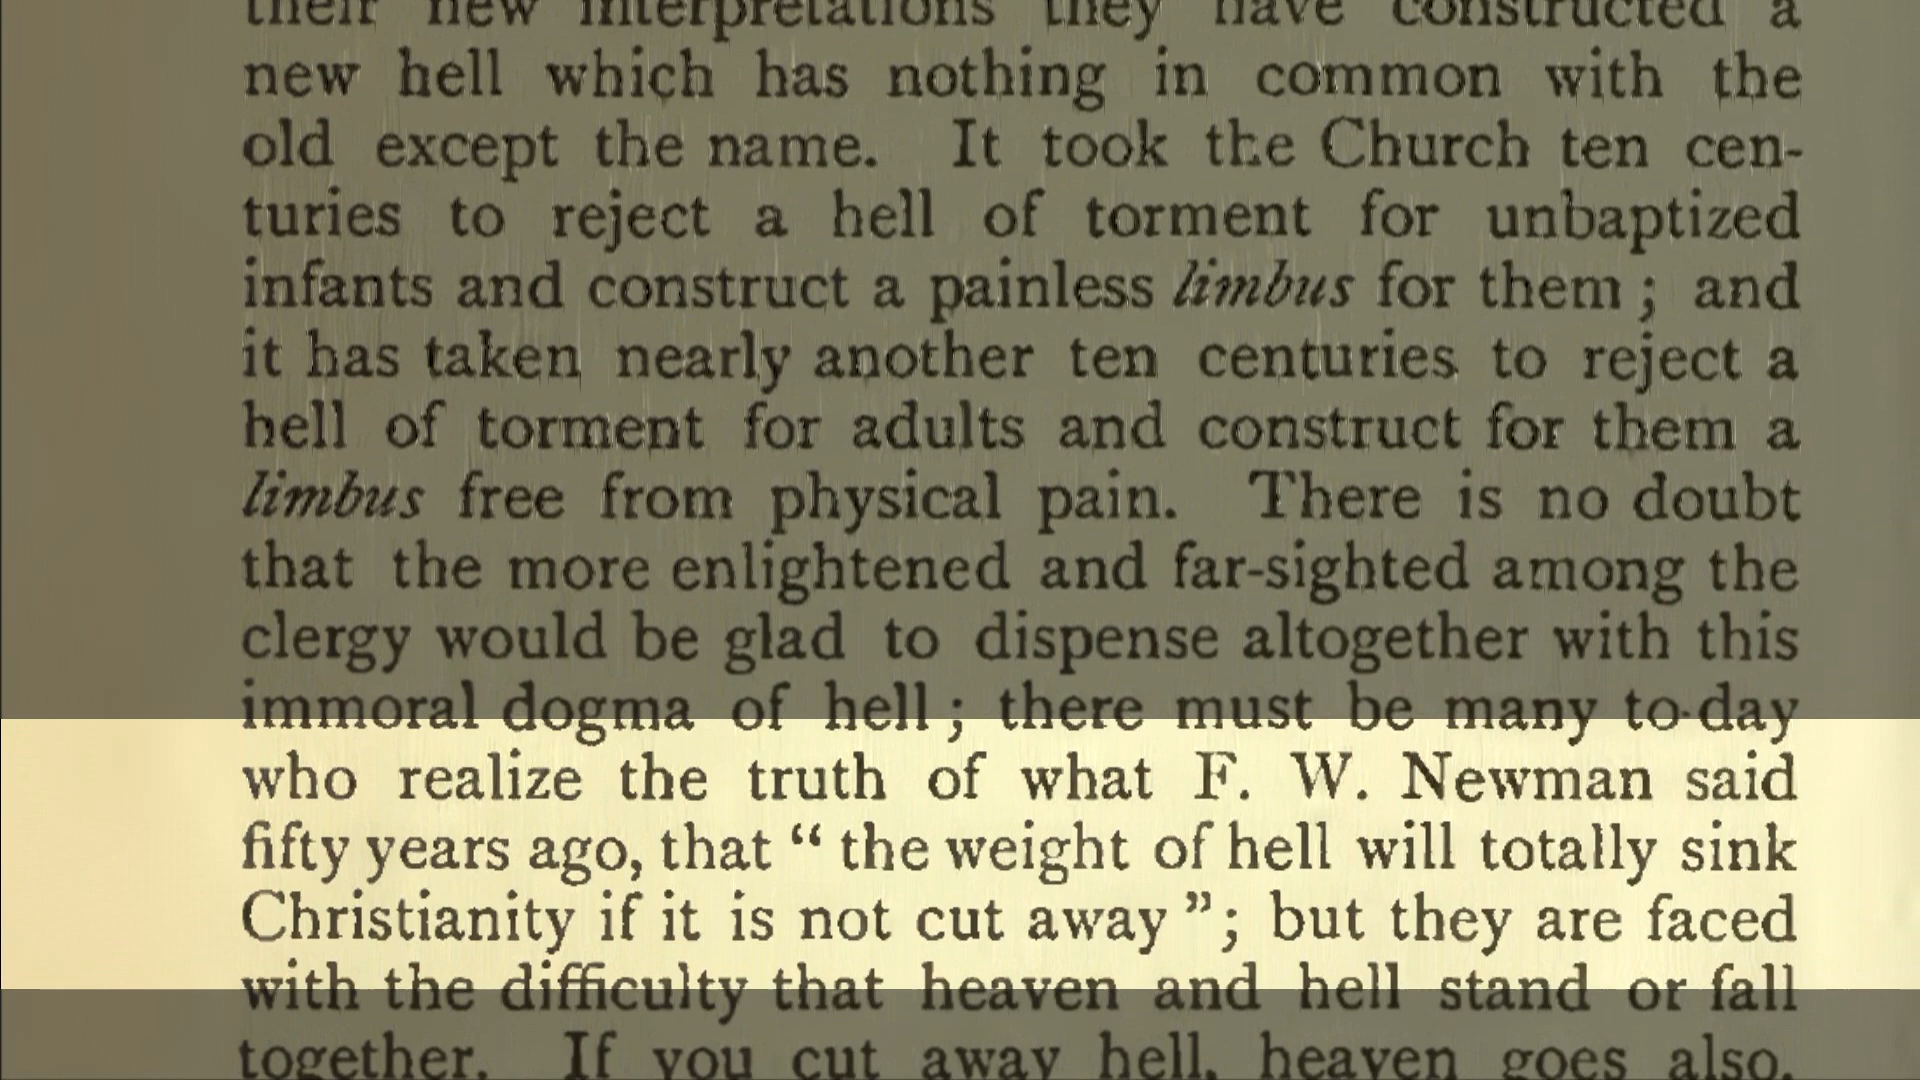 their new interpretations they have constructed a
new hell which has nothing in common with the
old except the name. It took the Church ten cen-
turies to reject a hell of torment for unbaptized
infants and construct a painless limbus for them ; and
it has taken nearly another ten centuries to reject a
hell of torment for adults and construct for them a
limbus free from physical pain. There is no doubt
that the more enlightened and far-sighted among the
clergy would be glad to dispense altogether with this
immoral dogma of hell ; there must be many to-day
who realize the truth of what F. W. Newman said
fifty years ago, that “ the weight of hell will totally sink
Christianity if it is not cut away ” ; but they are faced
with the difficulty that heaven and hell stand or fall
together. If you cut away hell, heaven goes also.